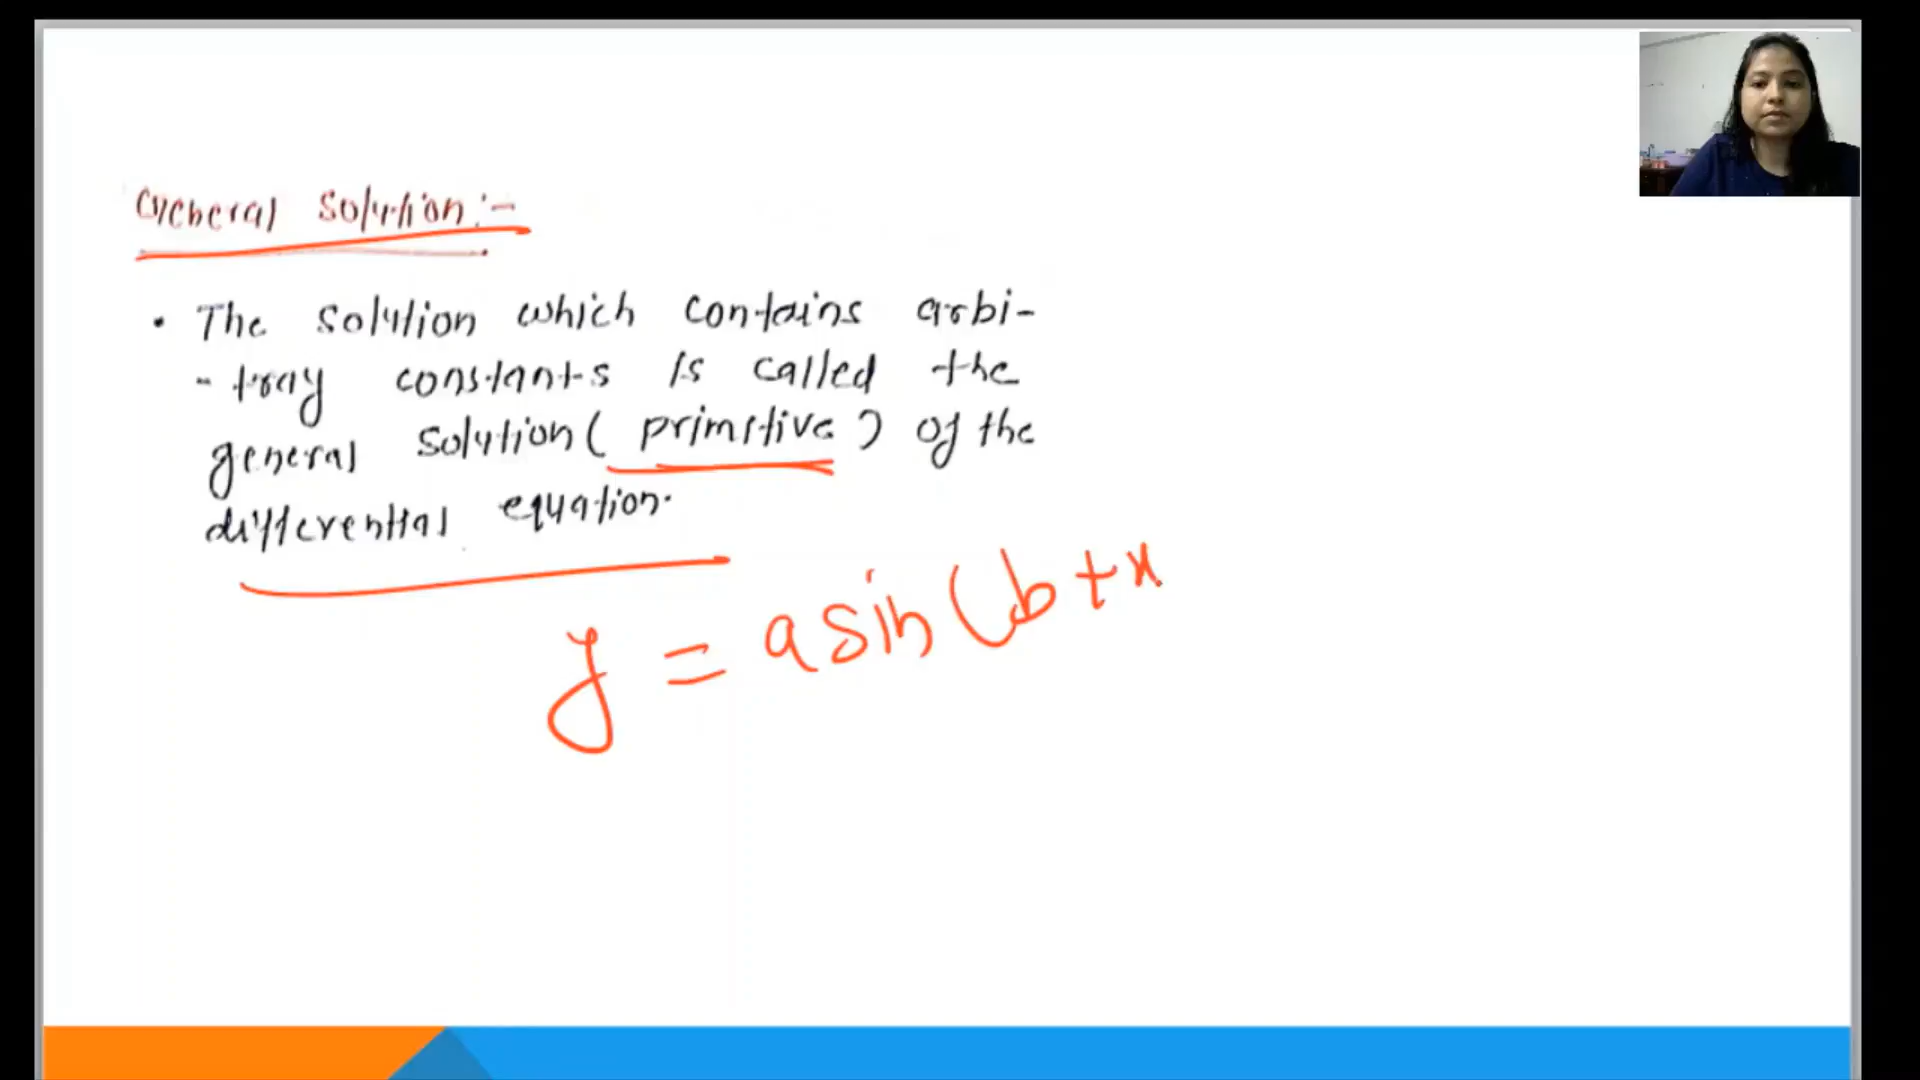 General Solution:-
• The solution which contains arbi-
- tray constants is called the
general solution( primitive ) of the
differential equation.
y = a sin (b + x